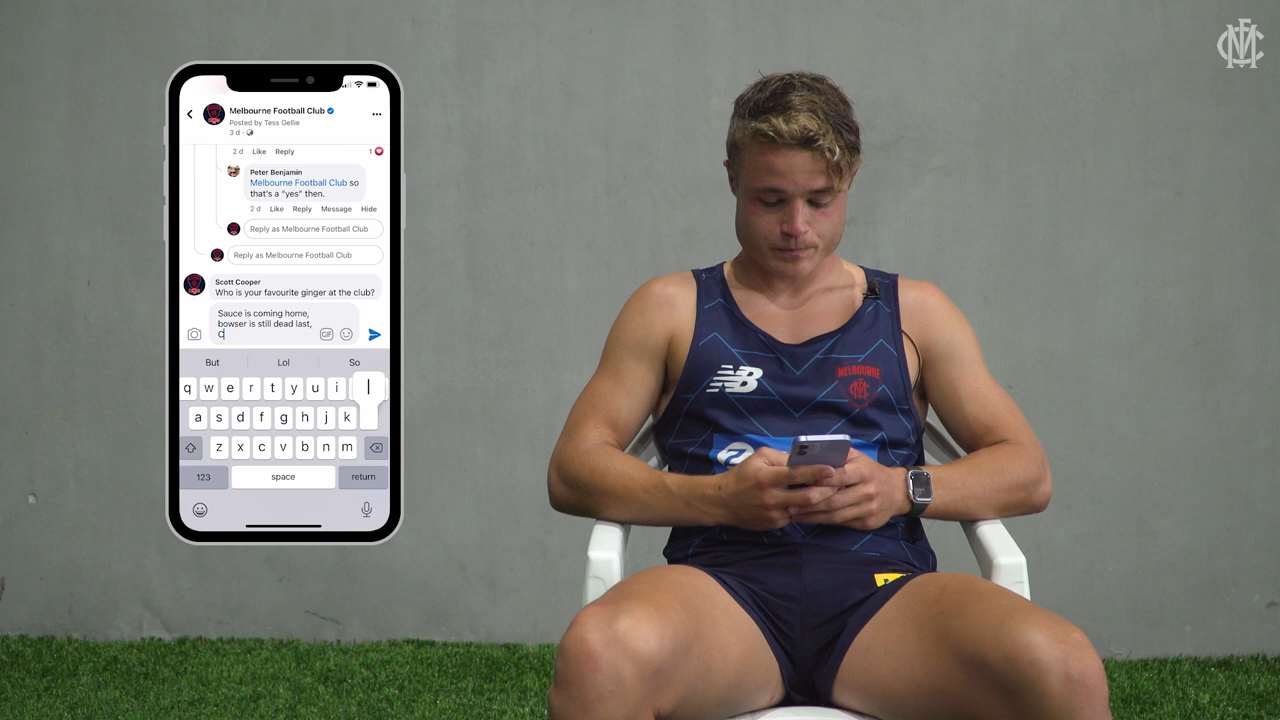 Melbourne Football Club
Posted by Tess Gellie
3 d ·
2 d Like Reply 1
Peter Benjamin
Melbourne Football Club so
that's a "yes" then.
2 d Like Reply Message Hide
Reply as Melbourne Football Club
Reply as Melbourne Football Club
Scott Cooper
Who is your favourite ginger at the club?
Sauce is coming home,
bowser is still dead last,
C
GIF
But Lol So
q w e r t y u i l
a s d f g h j k
z x c v b n m
123 space return
NB
MELBOURNE